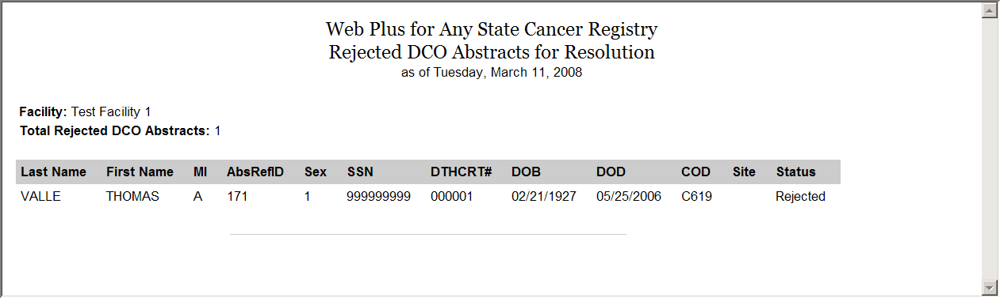 Web Plus for Any State Cancer Registry
Rejected DCO Abstracts for Resolution
as of Tuesday, March 11, 2008
Facility: Test Facility 1
Total Rejected DCO Abstracts: 1
Last Name First Name MI AbsRefID Sex SSN DTHCRT# DOB DOD COD Site Status
VALLE THOMAS A 171 1 999999999 000001 02/21/1927 05/25/2006 C619 Rejected